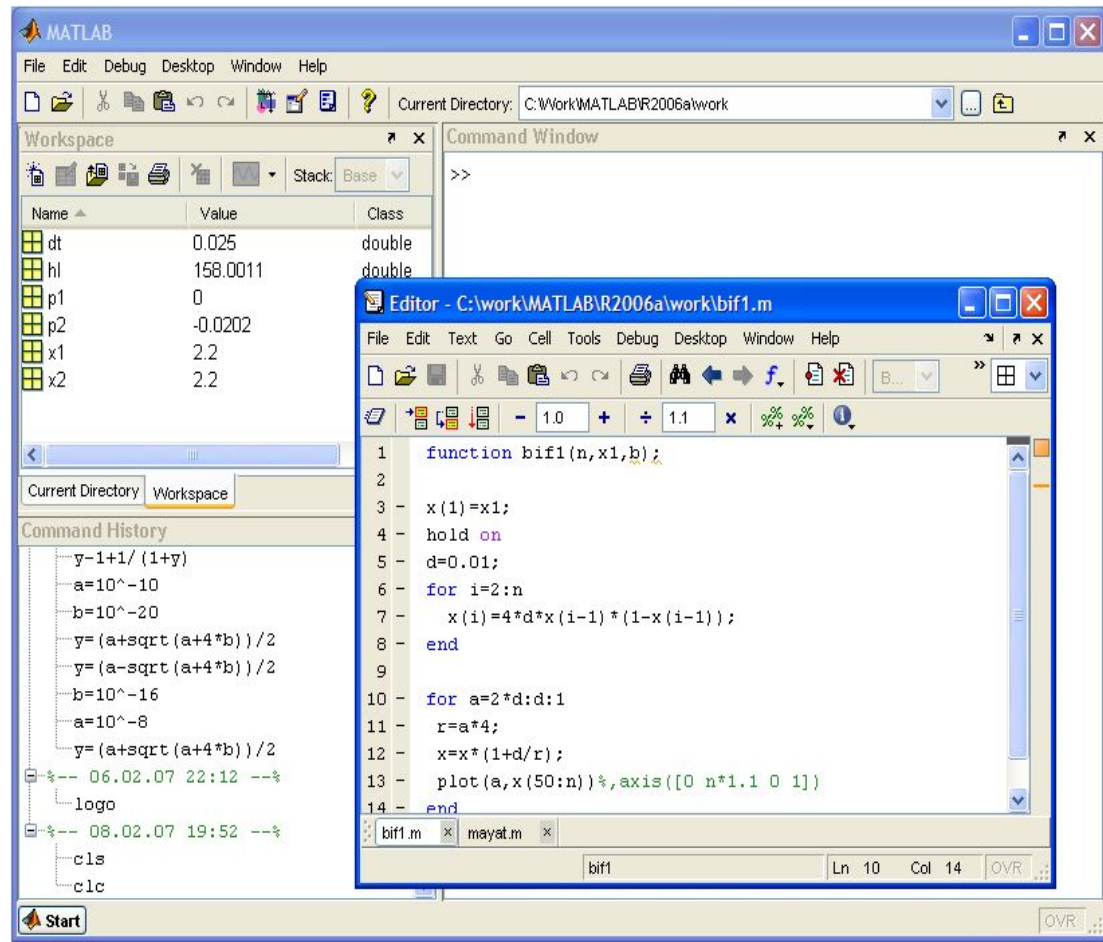 MATLAB
File Edit Debug Desktop Window Help
Current Directory: C:\Work\MATLAB\R2006a\work
Workspace
Stack: Base
Name Value Class
dt 0.025 double
hl 158.0011 double
p1 0
p2 -0.0202
x1 2.2
x2 2.2
Current Directory Workspace
Command History
y-1+1/(1+y)
a=10^-10
b=10^-20
y=(a+sqrt(a+4*b))/2
y=(a-sqrt(a+4*b))/2
b=10^-16
a=10^-8
y=(a+sqrt(a+4*b))/2
%-- 06.02.07 22:12 --%
logo
%-- 08.02.07 19:52 --%
cls
clc
Start
Command Window
>>
Editor - C:\work\MATLAB\R2006a\work\bif1.m
File Edit Text Go Cell Tools Debug Desktop Window Help
B...
- 1.0 + ÷ 1.1 ×
1 function bif1(n,x1,b);
2
3 - x(1)=x1;
4 - hold on
5 - d=0.01;
6 - for i=2:n
7 - x(i)=4*d*x(i-1)*(1-x(i-1));
8 - end
9
10 - for a=2*d:d:1
11 - r=a*4;
12 - x=x*(1+d/r);
13 - plot(a,x(50:n))%,axis([0 n*1.1 0 1])
14 - end
bif1.m mayat.m
bif1 Ln 10 Col 14 OVR
OVR